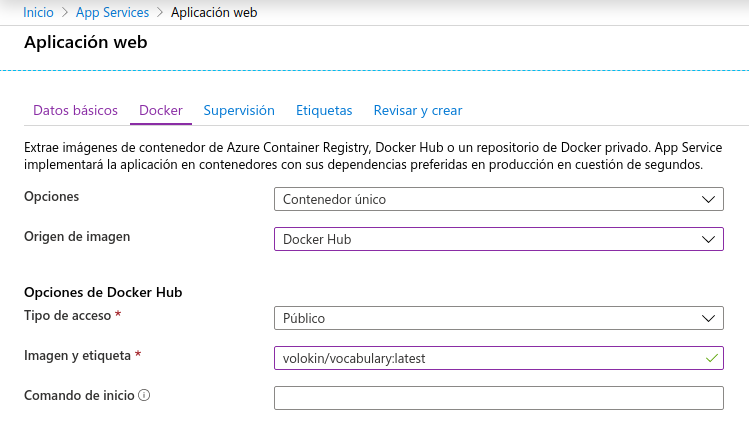 Inicio > App Services > Aplicación web
Aplicación web
Datos básicos Docker Supervisión Etiquetas Revisar y crear
Extrae imágenes de contenedor de Azure Container Registry, Docker Hub o un repositorio de Docker privado. App Service
implementará la aplicación en contenedores con sus dependencias preferidas en producción en cuestión de segundos.
Opciones Contenedor único
Origen de imagen Docker Hub
Opciones de Docker Hub
Tipo de acceso * Público
Imagen y etiqueta * volokin/vocabulary:latest
Comando de inicio